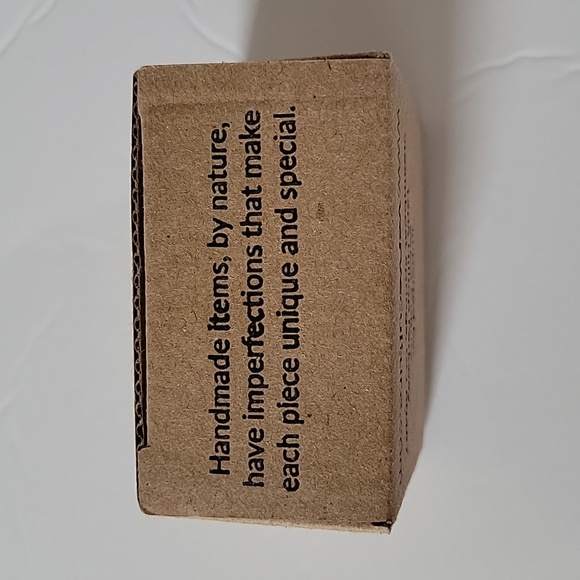 Handmade items, by nature,
have imperfections that make
each piece unique and special.